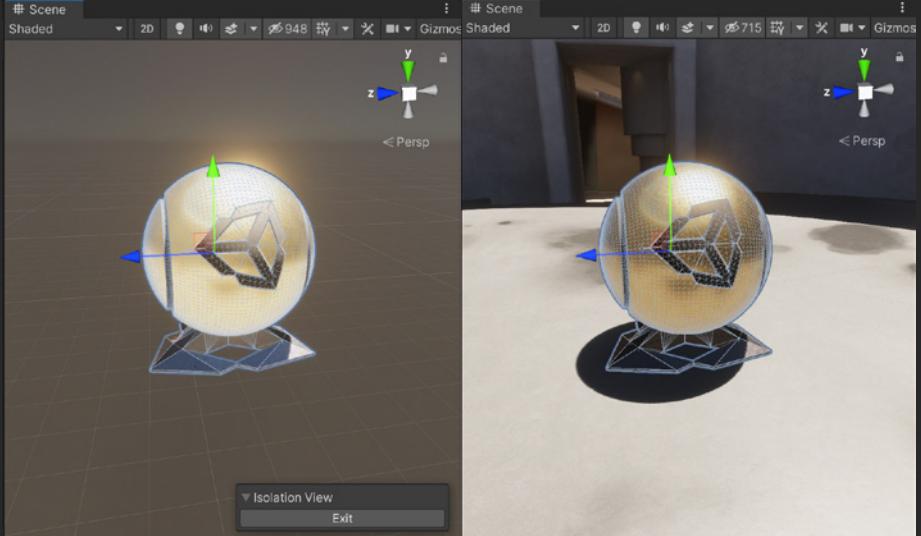 Scene
Shaded 2D 948 Gizmos
y
z
Persp
Isolation View
Exit
Scene
Shaded 2D 715 Gizmos
y
z
Persp